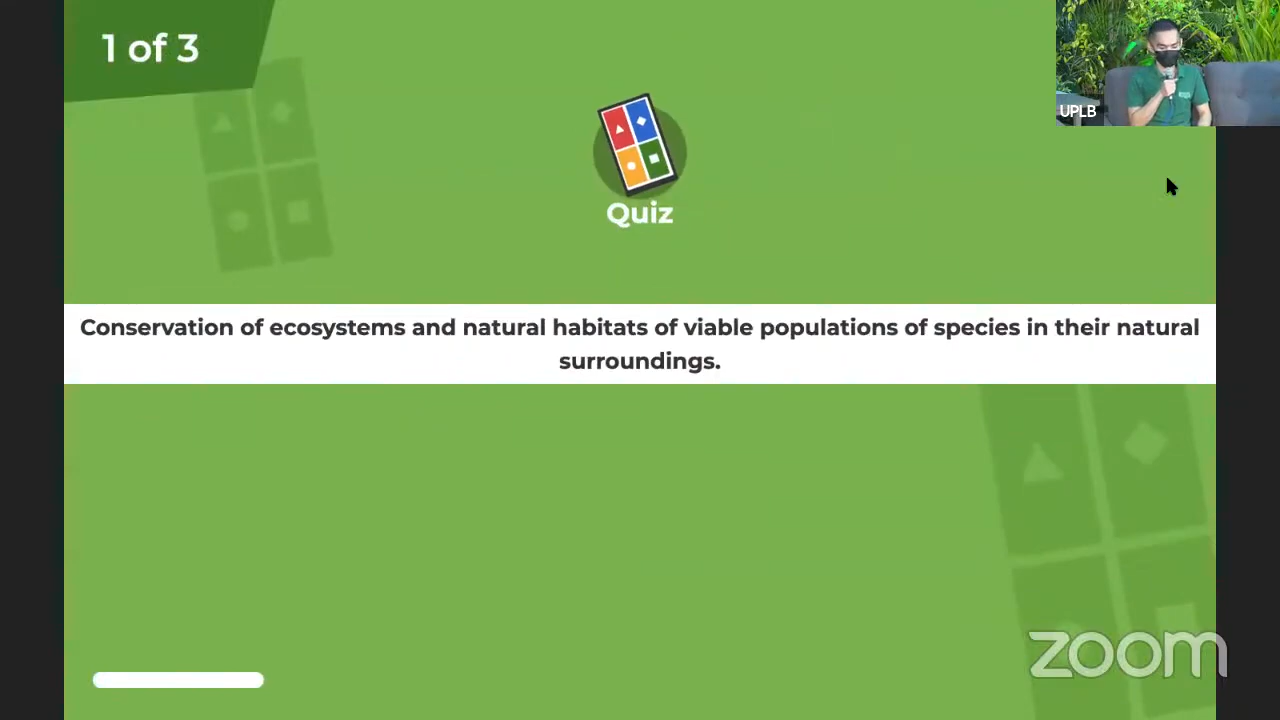 1 of 3
UPLB
Quiz
Conservation of ecosystems and natural habitats of viable populations of species in their natural
surroundings.
zoom